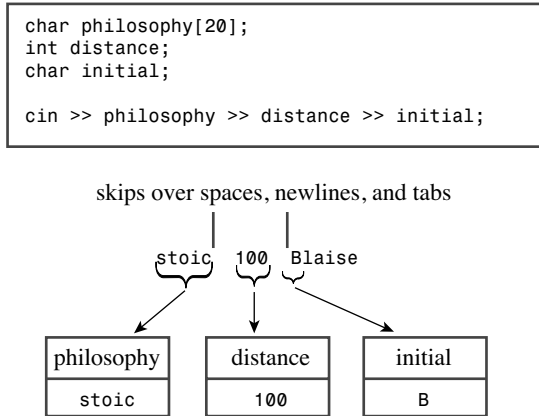 char philosophy[20];
int distance;
char initial;
cin >> philosophy >> distance >> initial;
skips over spaces, newlines, and tabs
stoic 100 Blaise
philosophy distance initial
stoic 100 B